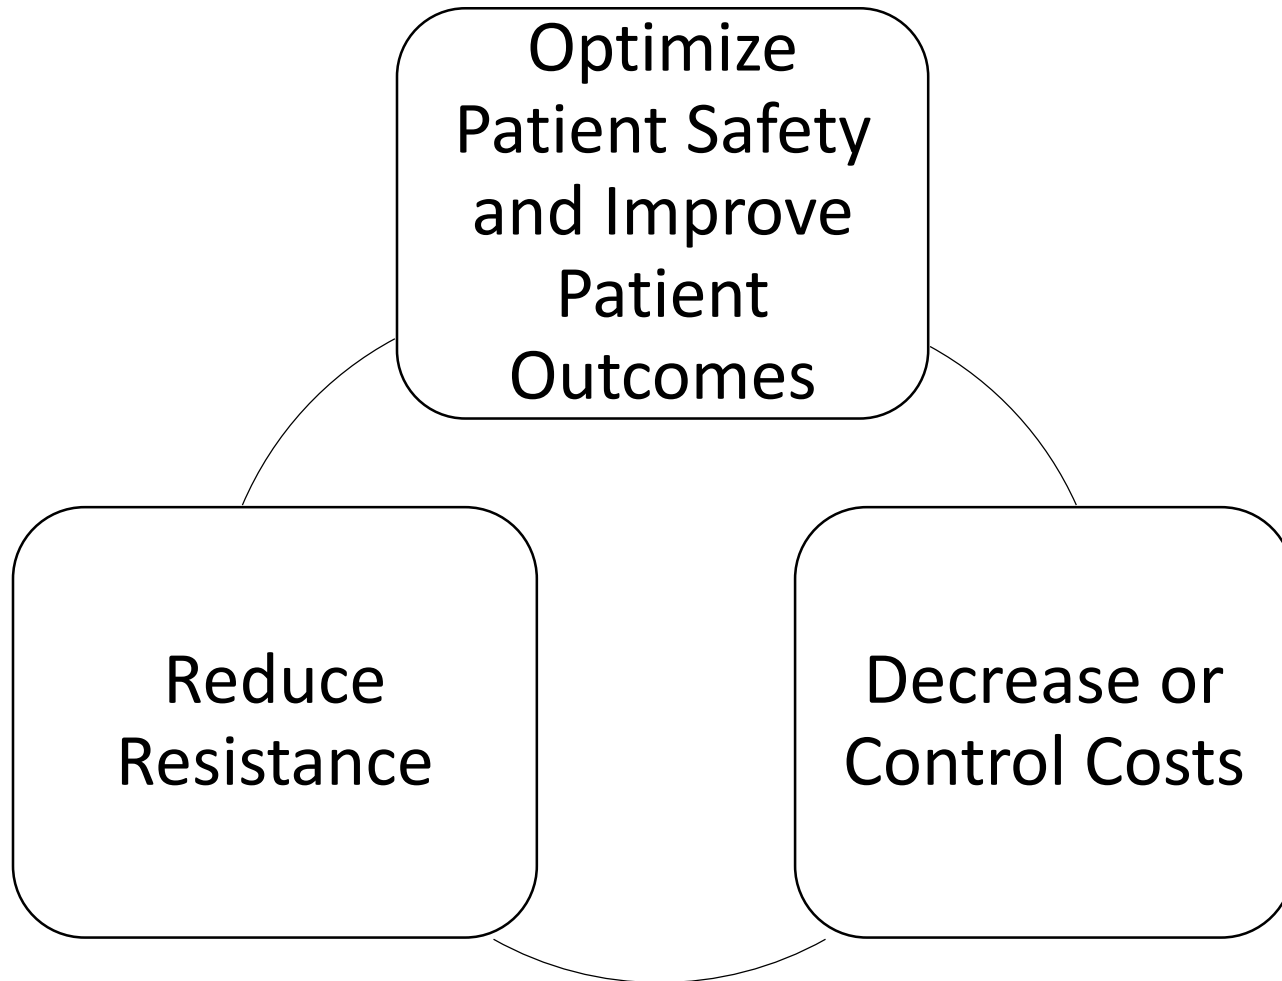 Optimize
Patient Safety
and Improve
Patient
Outcomes
Reduce
Resistance
Decrease or
Control Costs